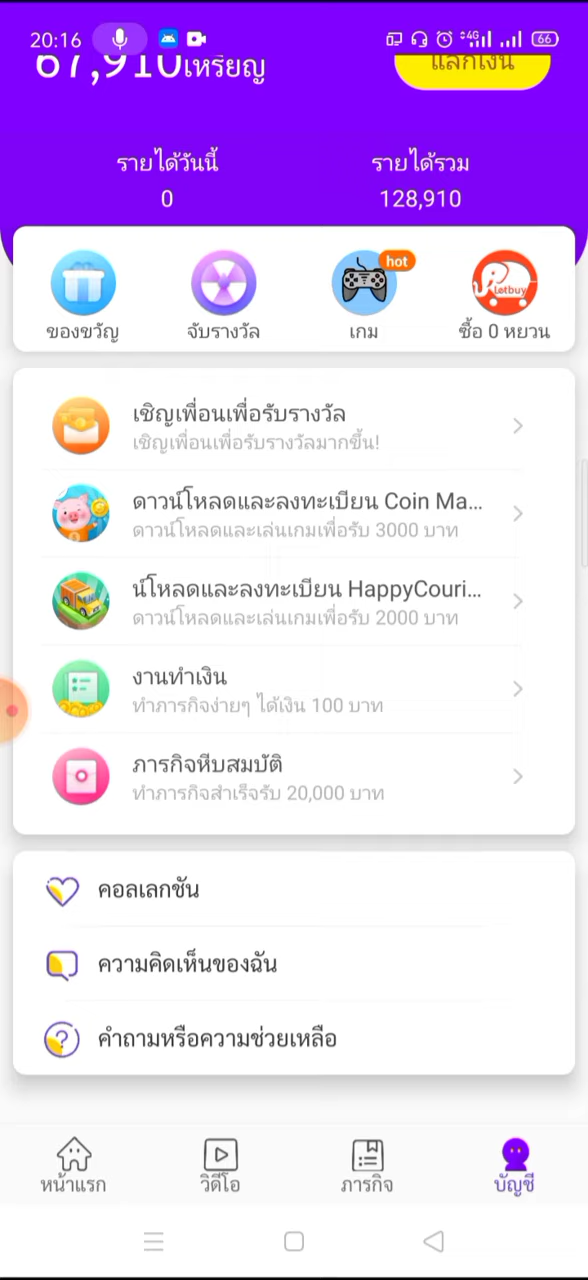 20:16 4G 66
67,910เหรียญ แลกเงิน
รายได้วันนี้ รายได้รวม
0 128,910
hot
Letbuy
ของขวัญ จับรางวัล เกม ซื้อ 0 หยวน
เชิญเพื่อนเพื่อรับรางวัล
เชิญเพื่อนเพื่อรับรางวัลมากขึ้น!
ดาวน์โหลดและลงทะเบียน Coin Ma...
ดาวน์โหลดและเล่นเกมเพื่อรับ 3000 บาท
น์โหลดและลงทะเบียน HappyCouri...
ดาวน์โหลดและเล่นเกมเพื่อรับ 2000 บาท
งานทำเงิน
ทำภารกิจง่ายๆ ได้เงิน 100 บาท
ภารกิจหีบสมบัติ
ทำภารกิจสำเร็จรับ 20,000 บาท
คอลเลกชัน
ความคิดเห็นของฉัน
คำถามหรือความช่วยเหลือ
หน้าแรก วิดีโอ ภารกิจ บัญชี